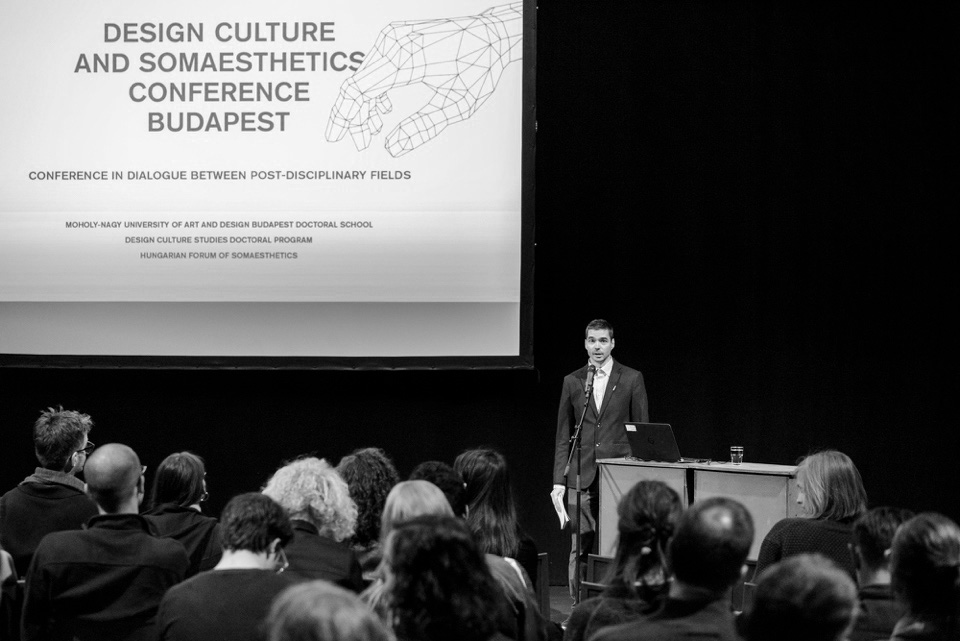 DESIGN CULTURE
AND SOMAESTHETICS
CONFERENCE
BUDAPEST
CONFERENCE IN DIALOGUE BETWEEN POST-DISCIPLINARY FIELDS
MOHOLY-NAGY UNIVERSITY OF ART AND DESIGN BUDAPEST DOCTORAL SCHOOL
DESIGN CULTURE STUDIES DOCTORAL PROGRAM
HUNGARIAN FORUM OF SOMAESTHETICS